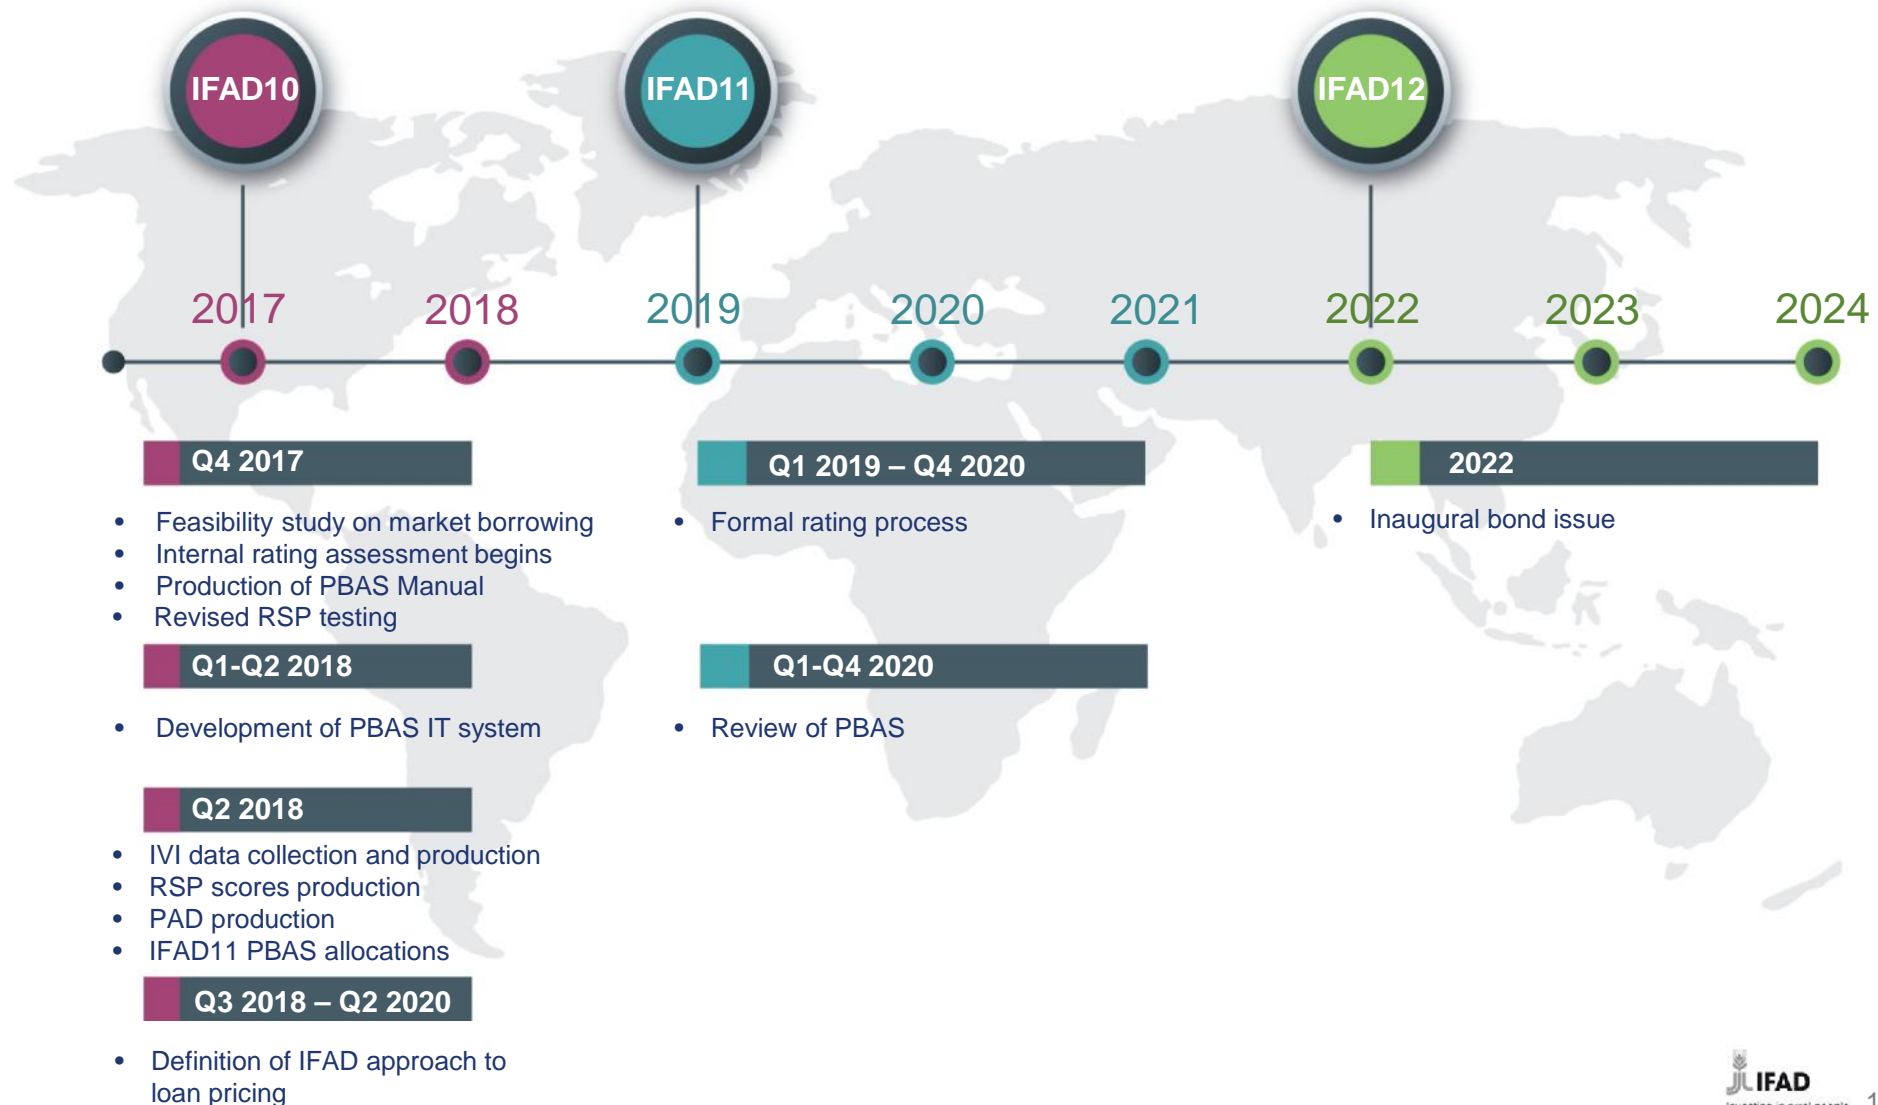 IFAD10
IFAD11
IFAD12
2017
2018
2019
2020
2021
2022
2023
2024
Q4 2017
• Feasibility study on market borrowing
• Internal rating assessment begins
• Production of PBAS Manual
• Revised RSP testing
Q1-Q2 2018
• Development of PBAS IT system
Q2 2018
• IVI data collection and production
• RSP scores production
• PAD production
• IFAD11 PBAS allocations
Q3 2018 – Q2 2020
• Definition of IFAD approach to
loan pricing
Q1 2019 – Q4 2020
• Formal rating process
Q1-Q4 2020
• Review of PBAS
2022
• Inaugural bond issue
IFAD
1